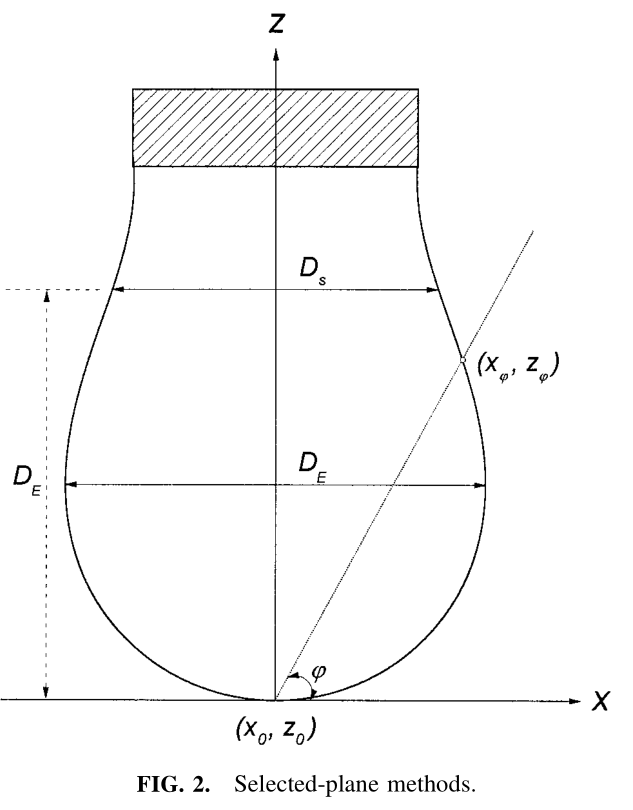 Z
D_s
(x_φ, z_φ)
D_E
D_E
φ
X
(x_0, z_0)
FIG. 2. Selected-plane methods.